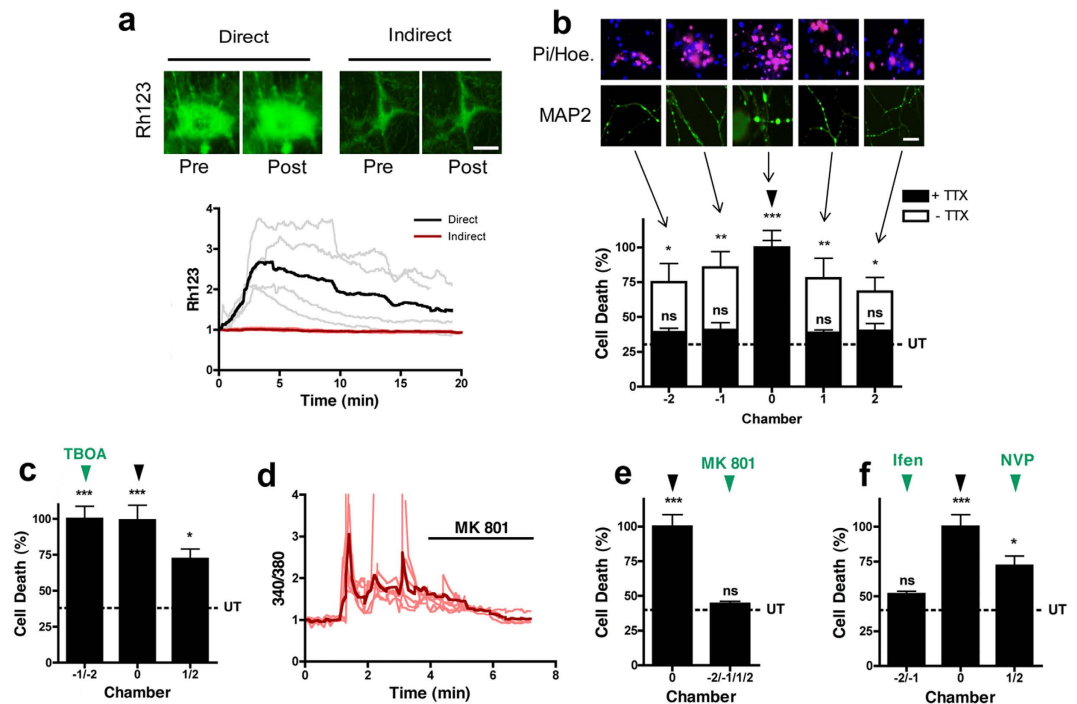 a
Direct
Indirect
Rh123
Pre
Post
Pre
Post
4
3
2
1
0
Rh123
Direct
Indirect
0
5
10
15
20
Time (min)
b
Pi/Hoe.
MAP2
+ TTX
- TTX
Cell Death (%)
100
75
50
25
0
*
**
***
**
*
ns
ns
ns
ns
UT
-2
-1
0
1
2
Chamber
c
TBOA
***
***
*
Cell Death (%)
100
75
50
25
0
UT
-1/-2
0
1/2
Chamber
d
4
3
2
1
0
340/380
MK 801
0
2
4
6
8
Time (min)
e
MK 801
***
ns
Cell Death (%)
100
75
50
25
0
UT
0
-2/-1/1/2
Chamber
f
Ifen
NVP
***
ns
*
Cell Death (%)
100
75
50
25
0
UT
-2/-1
0
1/2
Chamber